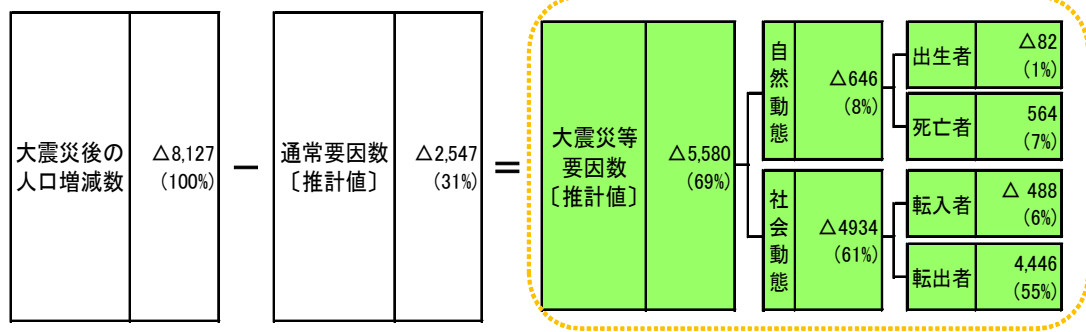 大震災後の
人口増減数
△8,127
(100%)
－
通常要因数
〔推計値〕
△2,547
(31%)
＝
大震災等
要因数
〔推計値〕
△5,580
(69%)
自然動態
△646
(8%)
出生者
△82
(1%)
死亡者
564
(7%)
社会動態
△4934
(61%)
転入者
△ 488
(6%)
転出者
4,446
(55%)